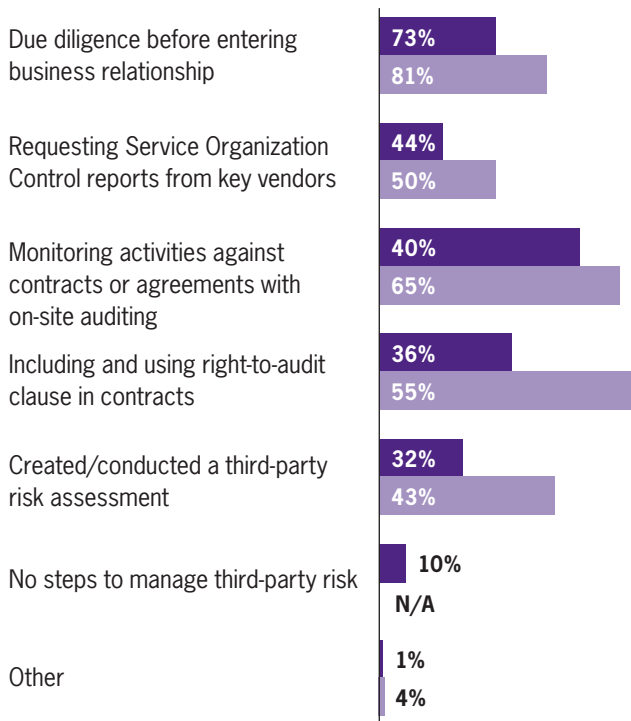 Due diligence before entering
business relationship
73%
81%
Requesting Service Organization
Control reports from key vendors
44%
50%
Monitoring activities against
contracts or agreements with
on-site auditing
40%
65%
Including and using right-to-audit
clause in contracts
36%
55%
Created/conducted a third-party
risk assessment
32%
43%
No steps to manage third-party risk
10%
N/A
Other
1%
4%